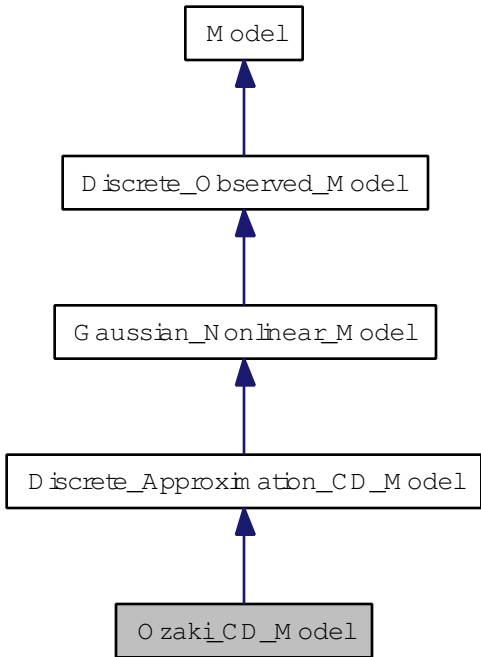 Model
Discrete_Observed_Model
Gaussian_Nonlinear_Model
Discrete_Approximation_CD_Model
Ozaki_CD_Model